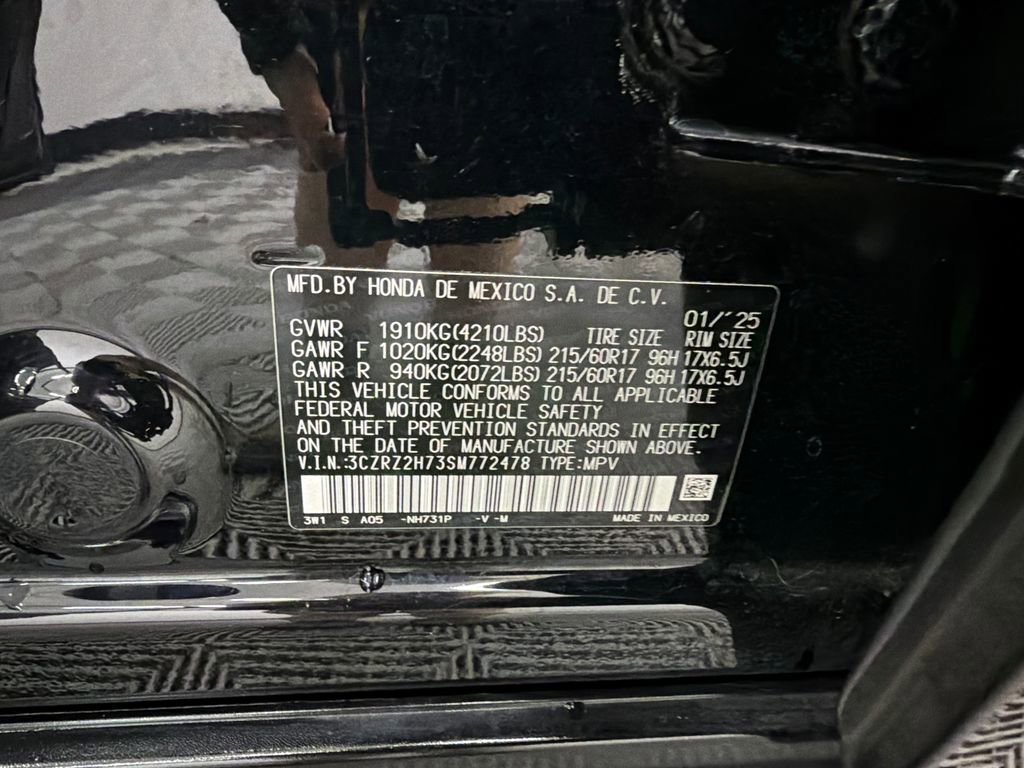 MFD.BY HONDA DE MEXICO S.A. DE C.V.
01/'25
GVWR 1910KG(4210LBS) TIRE SIZE RIM SIZE
GAWR F 1020KG(2248LBS) 215/60R17 96H 17X6.5J
GAWR R 940KG(2072LBS) 215/60R17 96H 17X6.5J
THIS VEHICLE CONFORMS TO ALL APPLICABLE
FEDERAL MOTOR VEHICLE SAFETY
AND THEFT PREVENTION STANDARDS IN EFFECT
ON THE DATE OF MANUFACTURE SHOWN ABOVE.
V.I.N.:3CZRZ2H73SM772478 TYPE:MPV
3W1 S A05 -NH731P -V-M MADE IN MEXICO